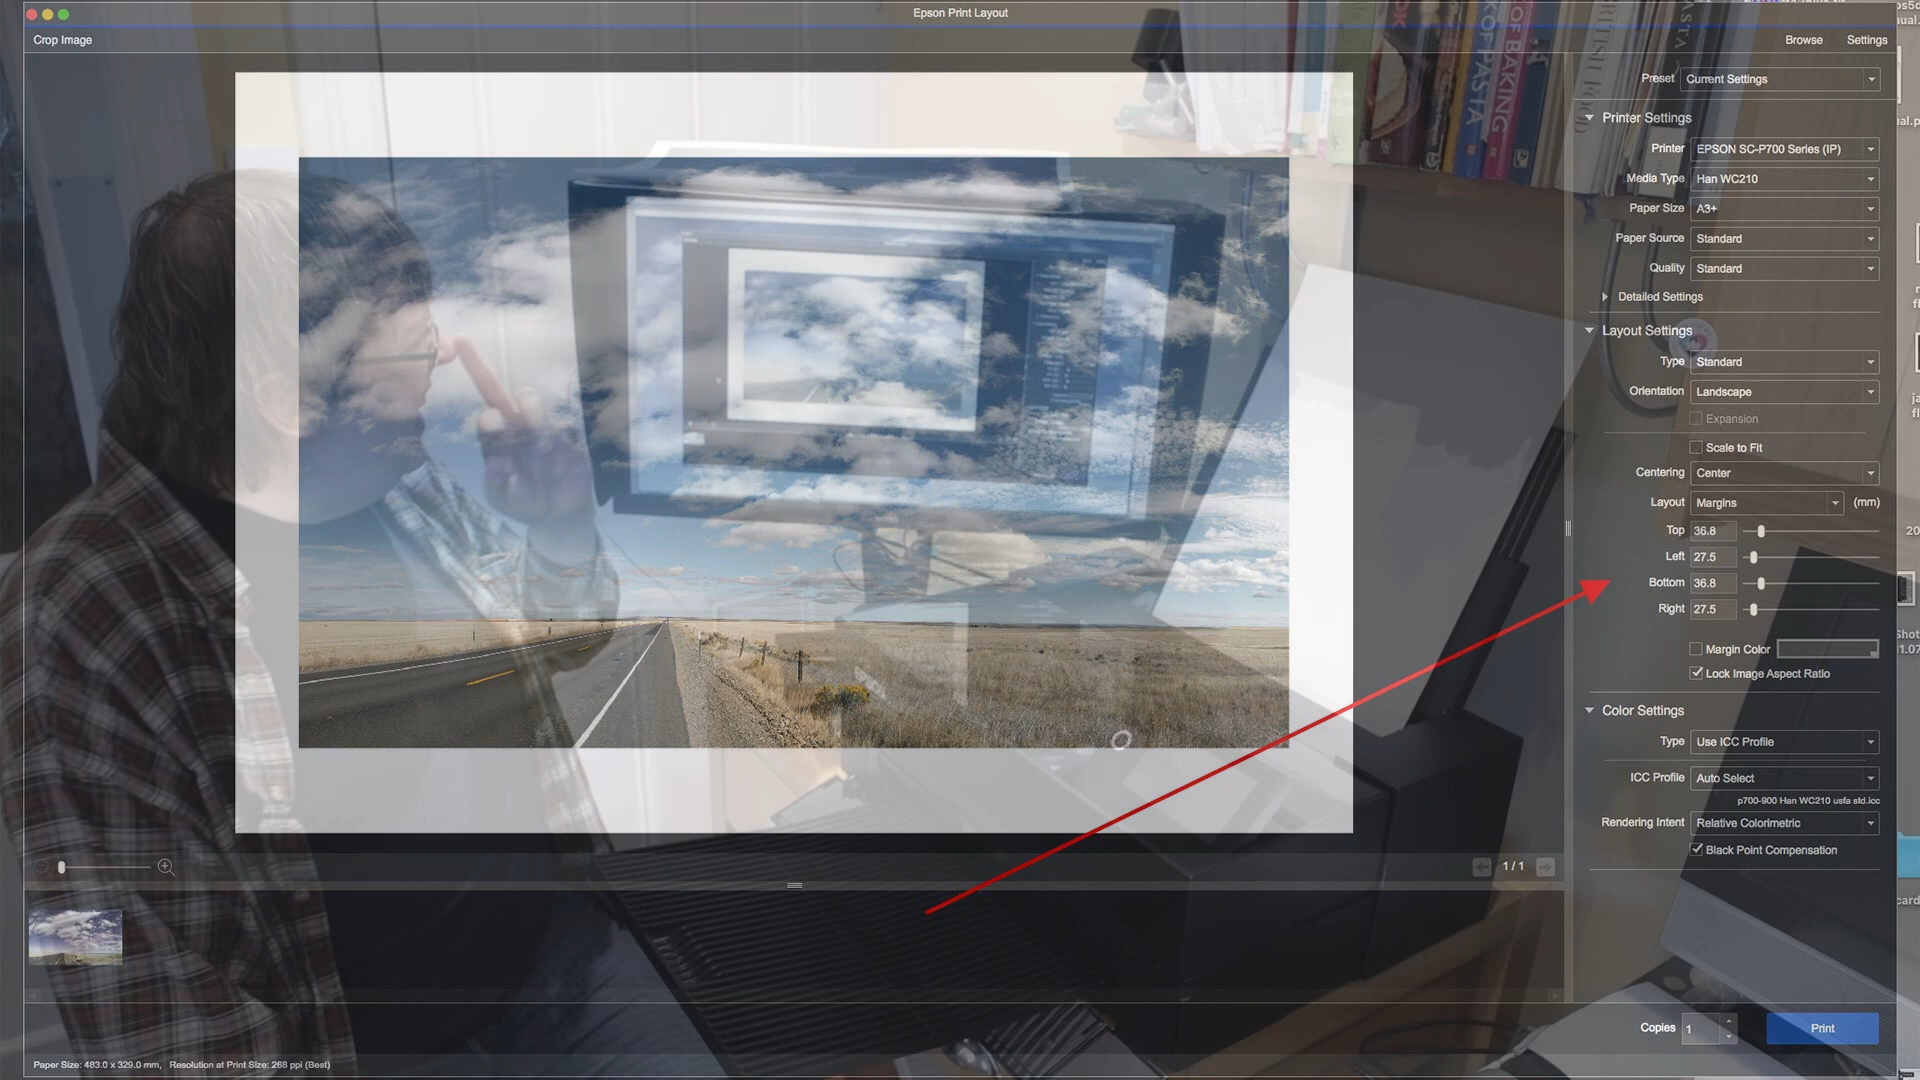 Epson Print Layout
Crop Image
Browse Settings
Preset Current Settings
Printer Settings
Printer EPSON SC-P700 Series (IP)
Media Type Han WC210
Paper Size A3+
Paper Source Standard
Quality Standard
Detailed Settings
Layout Settings
Type Standard
Orientation Landscape
Expansion
Scale to Fit
Centering Center
Layout Margins (mm)
Top 36.8
Left 27.5
Bottom 36.8
Right 27.5
Margin Color
Lock Image Aspect Ratio
Color Settings
Type Use ICC Profile
ICC Profile Auto Select
p700-900 Han WC210 usfa std.icc
Rendering Intent Relative Colorimetric
Black Point Compensation
1 / 1
Copies 1
Print
Paper Size: 483.0 x 329.0 mm, Resolution at Print Size: 268 ppi (Best)
OF PASTA
OF BAKING